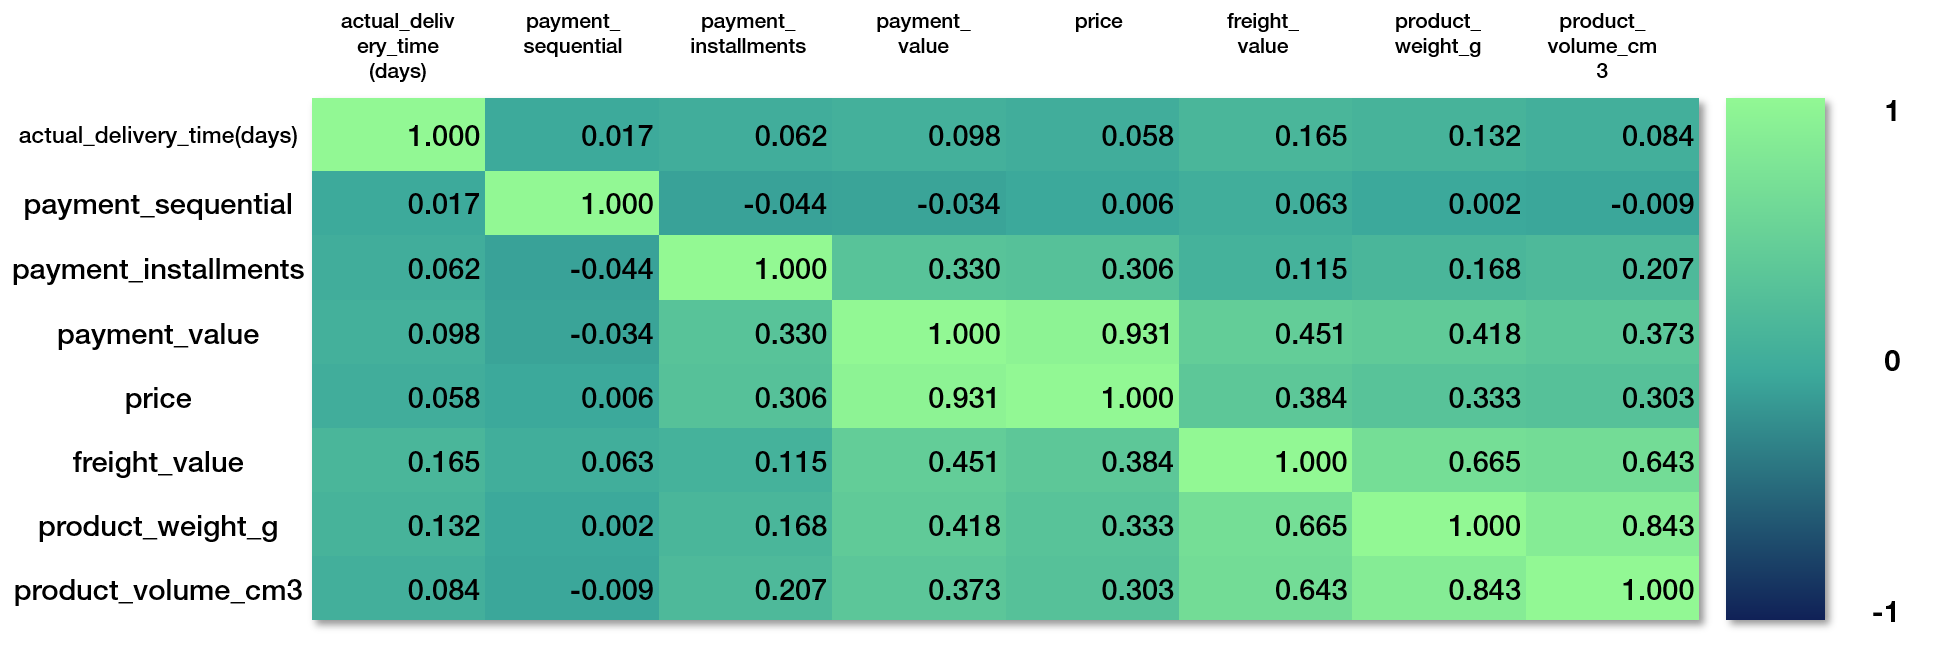 actual_deliv
ery_time
(days)
payment_
sequential
payment_
installments
payment_
value
price
freight_
value
product_
weight_g
product_
volume_cm
3
actual_delivery_time(days) 1.000 0.017 0.062 0.098 0.058 0.165 0.132 0.084
payment_sequential 0.017 1.000 -0.044 -0.034 0.006 0.063 0.002 -0.009
payment_installments 0.062 -0.044 1.000 0.330 0.306 0.115 0.168 0.207
payment_value 0.098 -0.034 0.330 1.000 0.931 0.451 0.418 0.373
price 0.058 0.006 0.306 0.931 1.000 0.384 0.333 0.303
freight_value 0.165 0.063 0.115 0.451 0.384 1.000 0.665 0.643
product_weight_g 0.132 0.002 0.168 0.418 0.333 0.665 1.000 0.843
product_volume_cm3 0.084 -0.009 0.207 0.373 0.303 0.643 0.843 1.000
1
0
-1